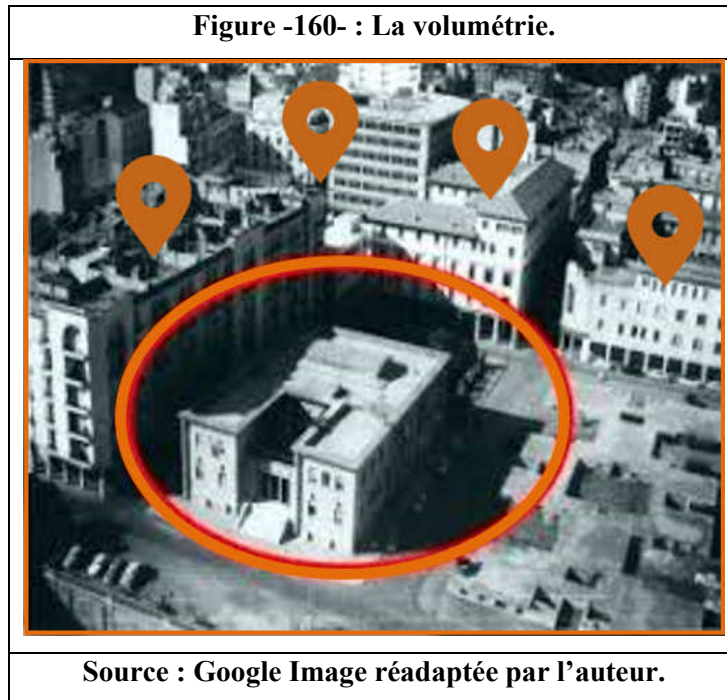 Figure -160- : La volumétrie.
Source : Google Image réadaptée par l’auteur.